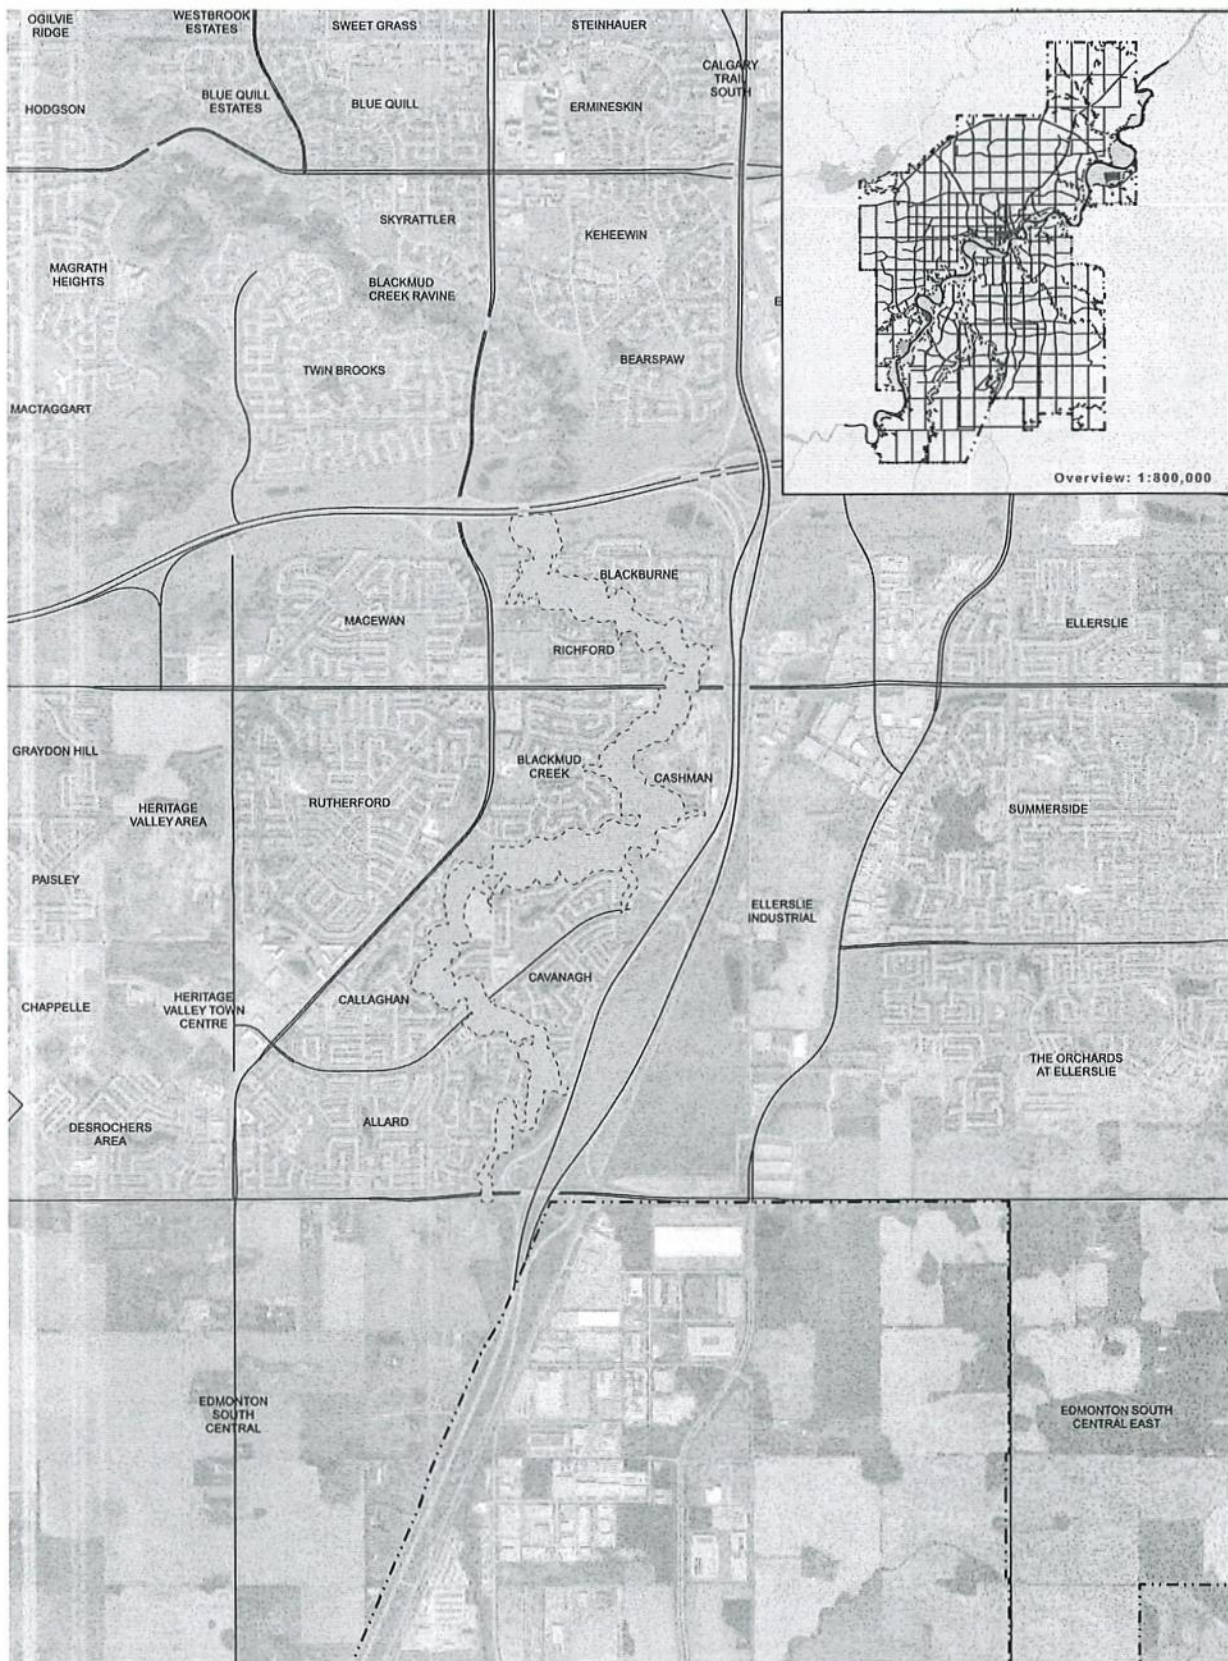 OGILVIE
RIDGE
WESTBROOK
ESTATES
SWEET GRASS
STEINHAUER
CALGARY
TRAIL
SOUTH
HODGSON
BLUE QUILL
ESTATES
BLUE QUILL
ERMINESKIN
SKYRATTLER
KEHEEWIN
MAGRATH
HEIGHTS
BLACKMUD
CREEK RAVINE
E
TWIN BROOKS
BEARSPAW
MACTAGGART
Overview: 1:800,000
BLACKBURNE
MACEWAN
RICHFORD
ELLERSLIE
GRAYDON HILL
BLACKMUD
CREEK
CASHMAN
HERITAGE
VALLEY AREA
RUTHERFORD
SUMMERSIDE
PAISLEY
ELLERSLIE
INDUSTRIAL
CAVANAGH
CHAPPELLE
HERITAGE
VALLEY TOWN
CENTRE
CALLAGHAN
THE ORCHARDS
AT ELLERSLIE
DESROCHERS
AREA
ALLARD
EDMONTON
SOUTH
CENTRAL
EDMONTON SOUTH
CENTRAL EAST